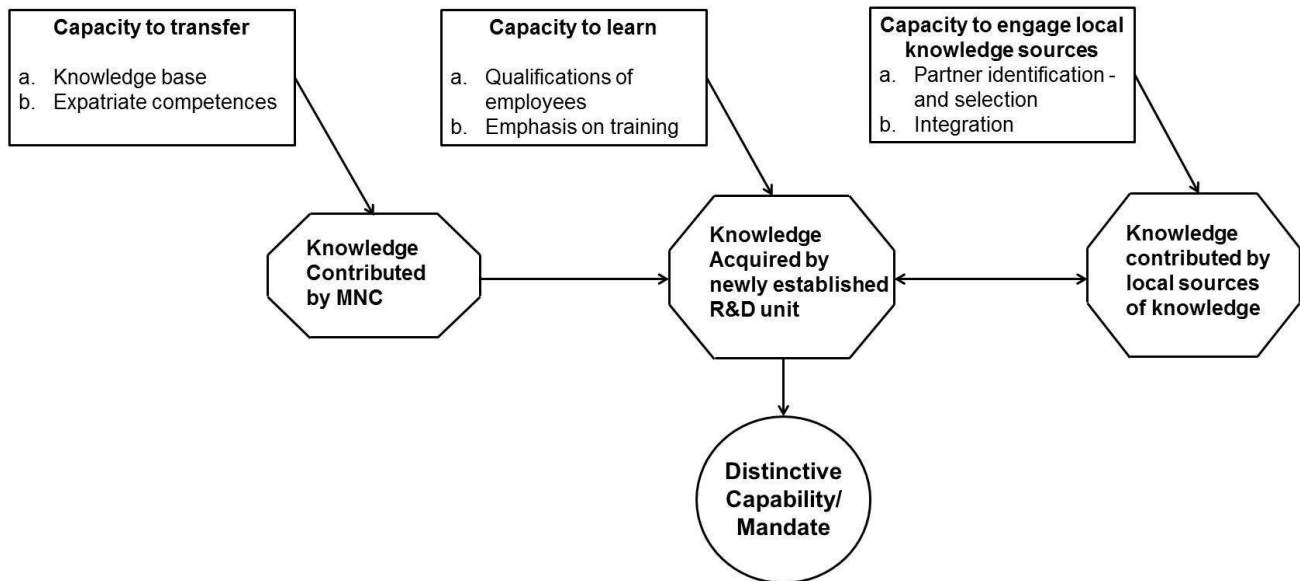 Capacity to transfer
a. Knowledge base
b. Expatriate competences
Capacity to learn
a. Qualifications of
employees
b. Emphasis on training
Capacity to engage local
knowledge sources
a. Partner identification -
and selection
b. Integration
Knowledge
Contributed
by MNC
Knowledge
Acquired by
newly established
R&D unit
Knowledge
contributed by
local sources
of knowledge
Distinctive
Capability/
Mandate